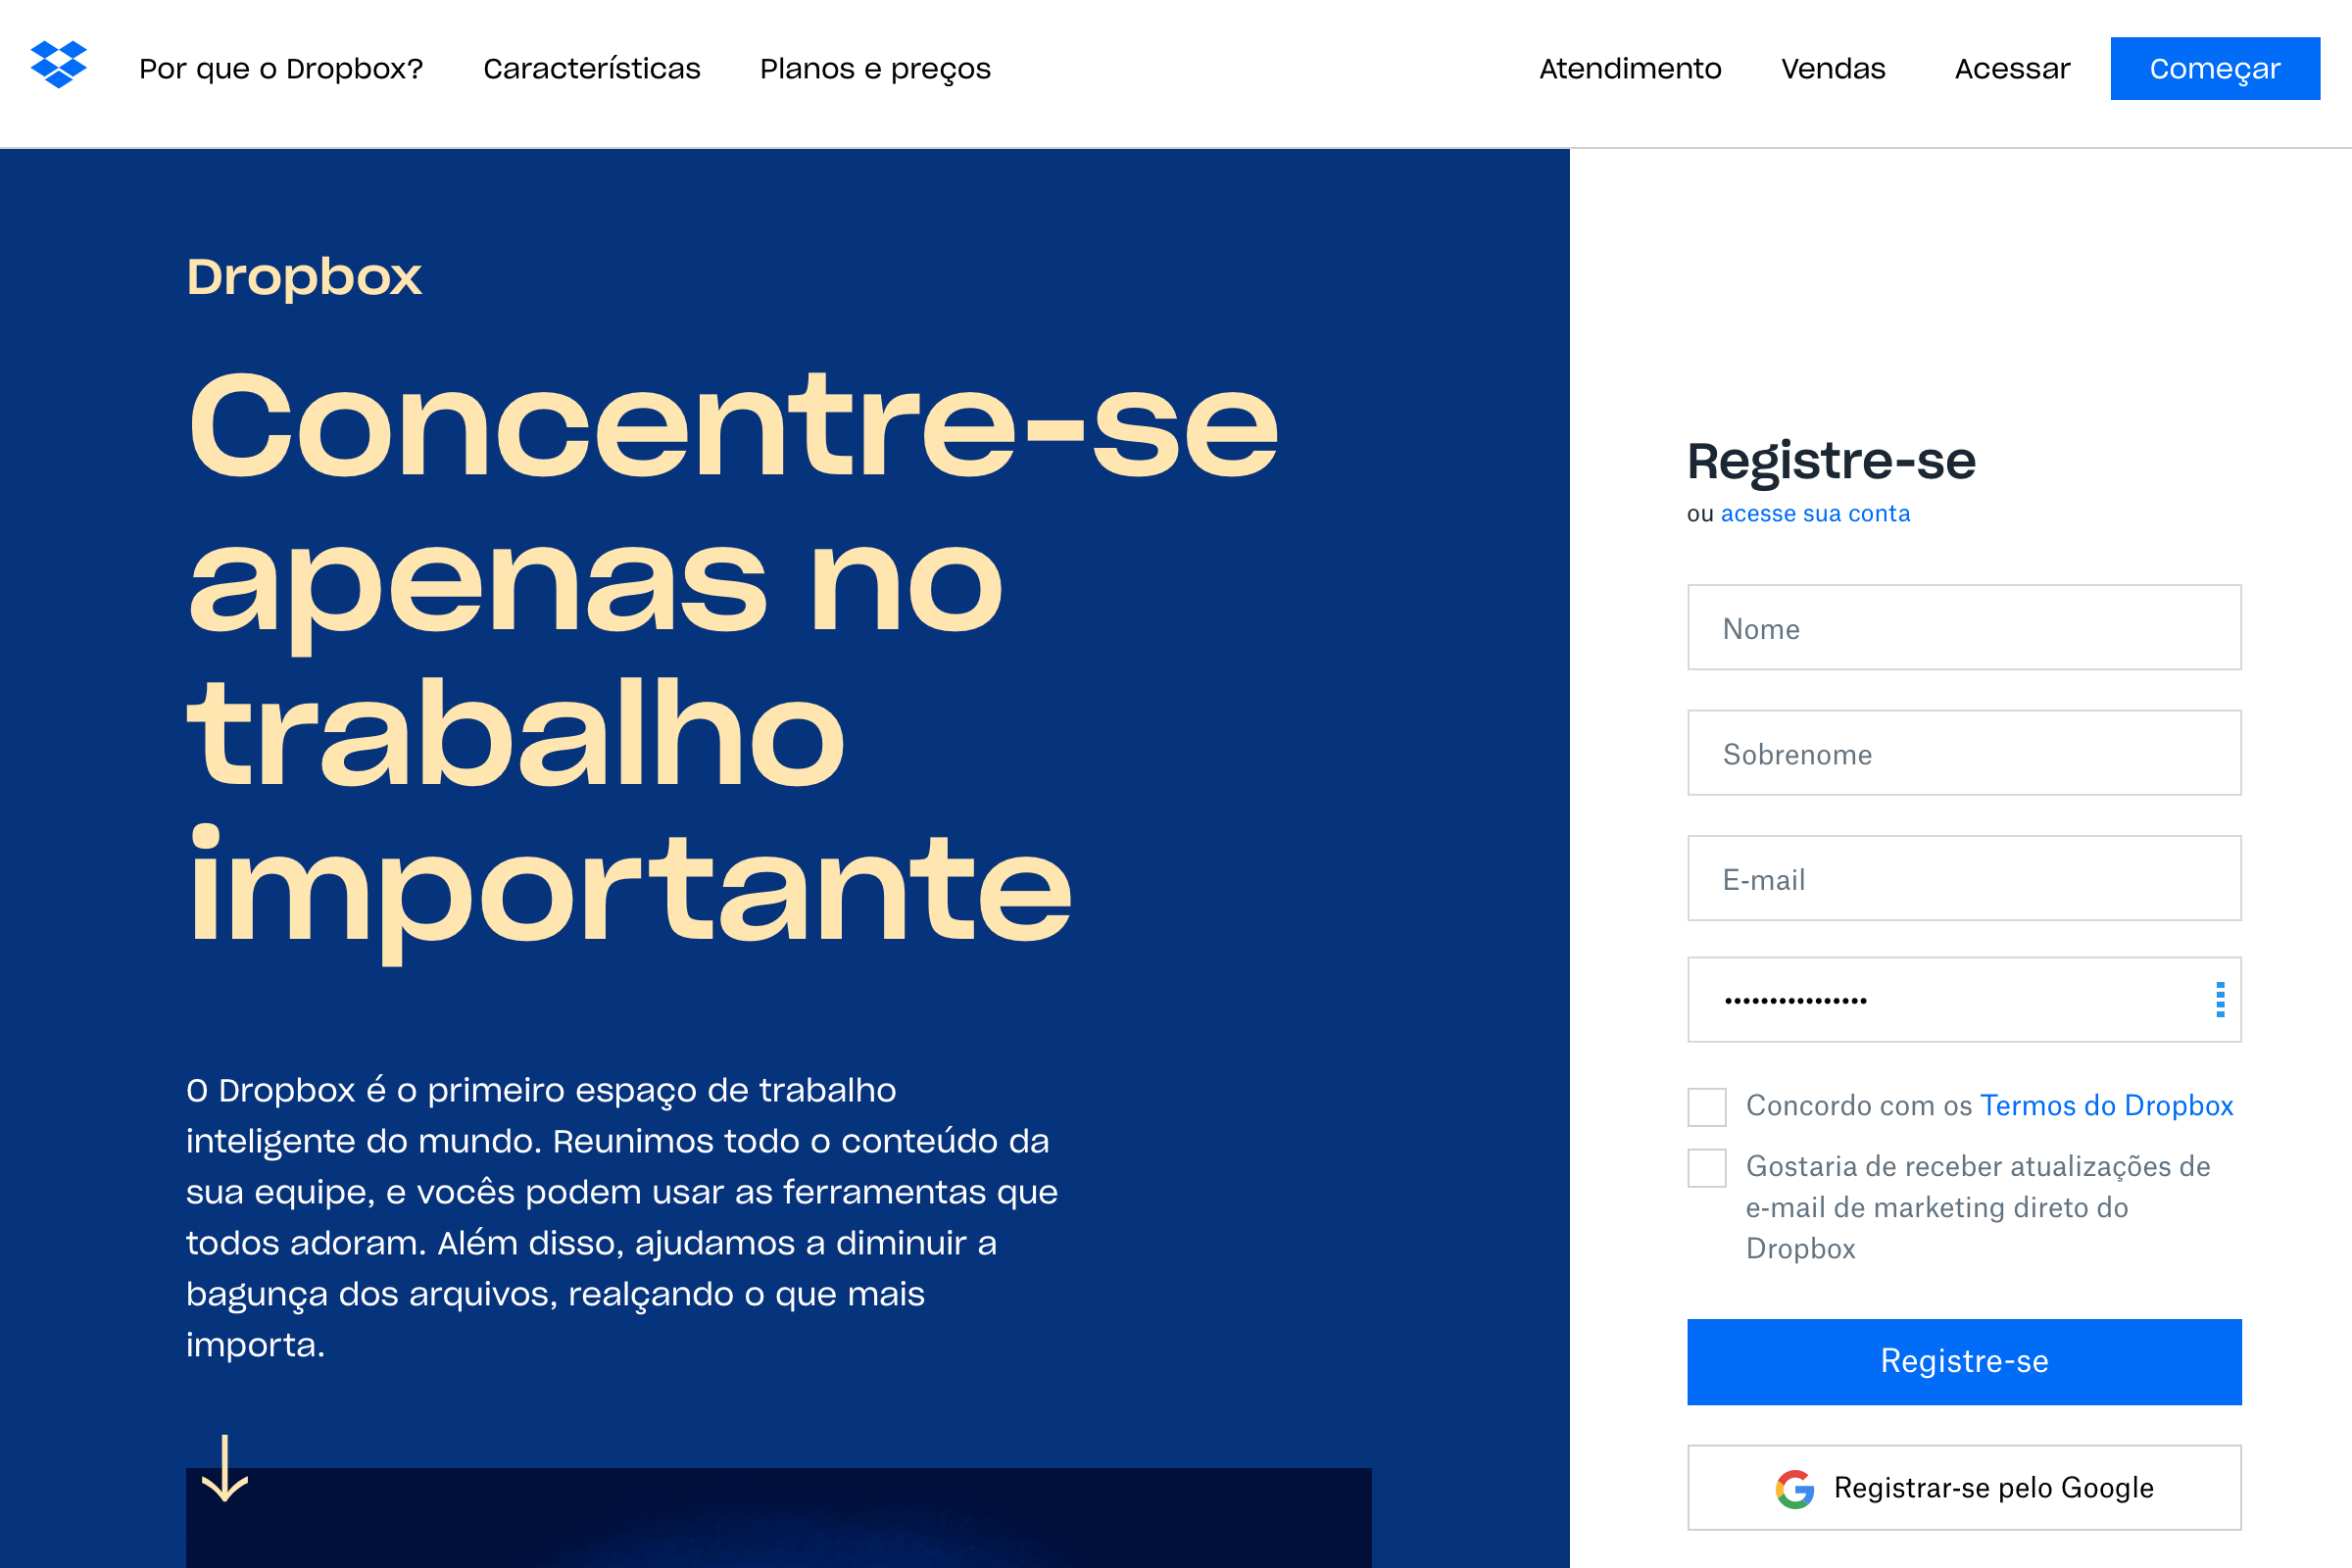 Por que o Dropbox? Características Planos e preços Atendimento Vendas Acessar Começar
Dropbox
Concentre-se
apenas no
trabalho
importante
O Dropbox é o primeiro espaço de trabalho
inteligente do mundo. Reunimos todo o conteúdo da
sua equipe, e vocês podem usar as ferramentas que
todos adoram. Além disso, ajudamos a diminuir a
bagunça dos arquivos, realçando o que mais
importa.
Registre-se
ou acesse sua conta
Nome
Sobrenome
E-mail
••••••••••••••••
Concordo com os Termos do Dropbox
Gostaria de receber atualizações de
e-mail de marketing direto do
Dropbox
Registre-se
Registrar-se pelo Google